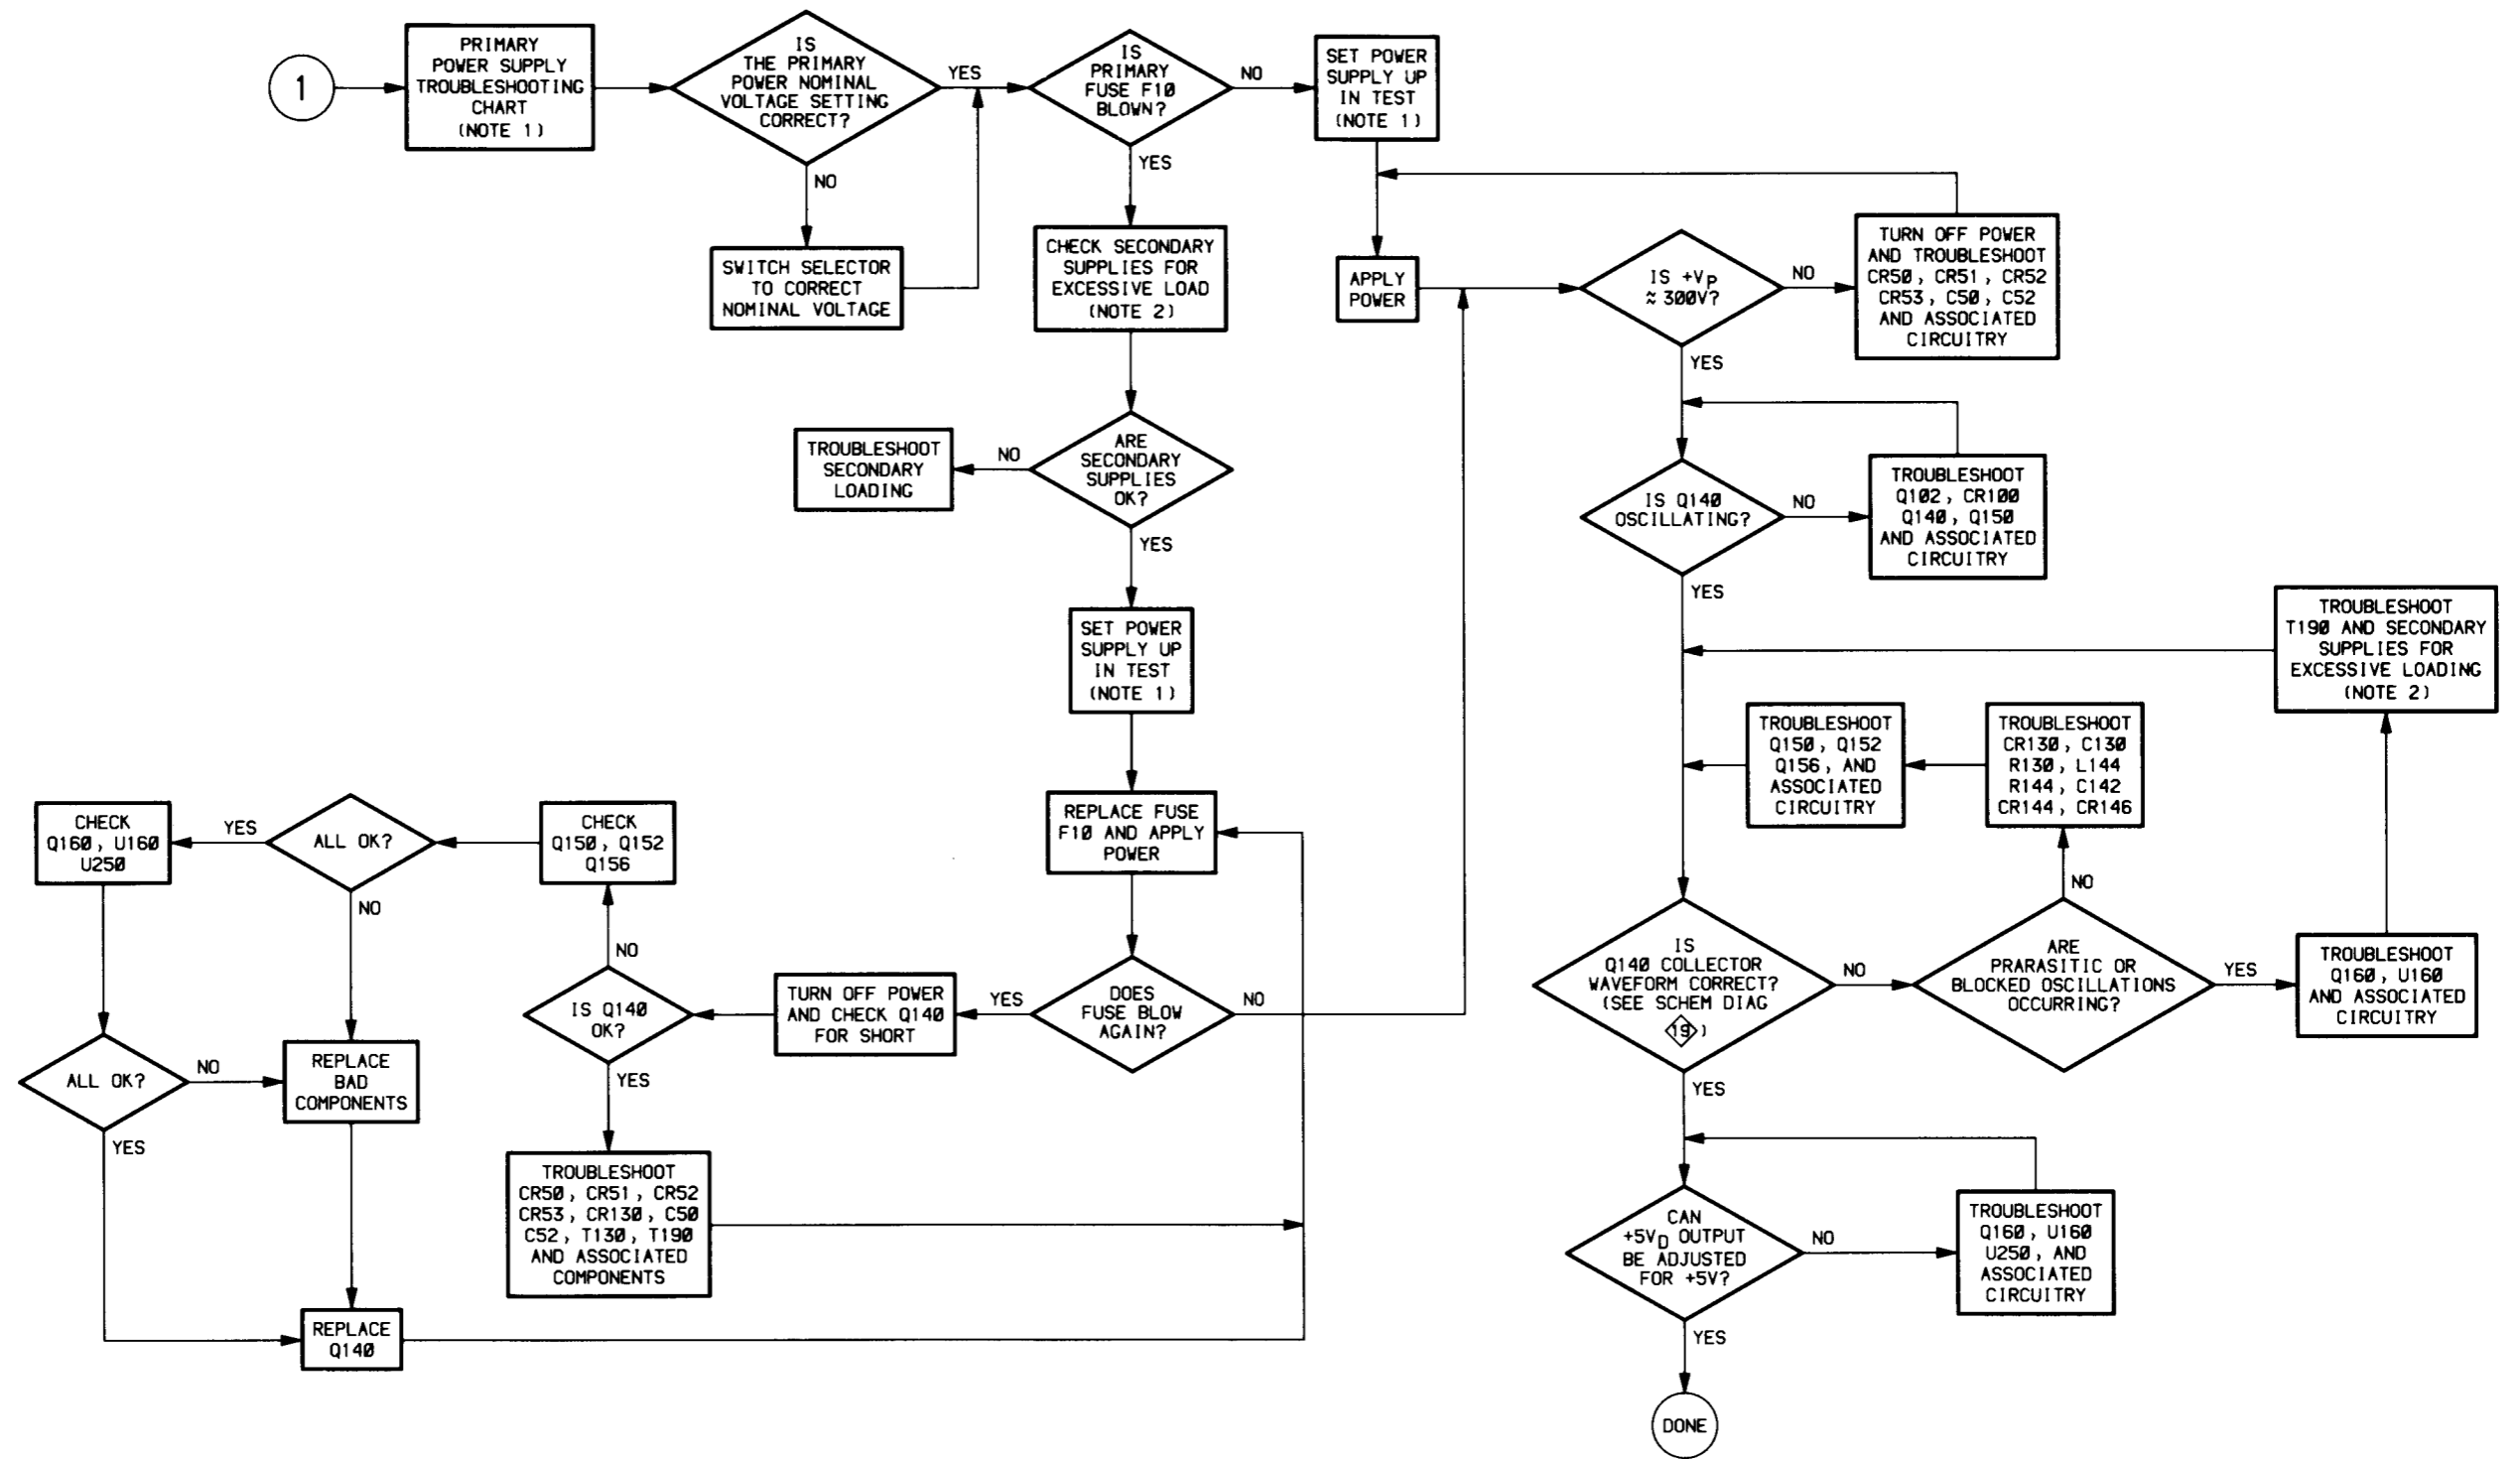 1
PRIMARY
POWER SUPPLY
TROUBLESHOOTING
CHART
(NOTE 1)
IS
THE PRIMARY
POWER NOMINAL
VOLTAGE SETTING
CORRECT?
YES
NO
SWITCH SELECTOR
TO CORRECT
NOMINAL VOLTAGE
IS
PRIMARY
FUSE F10
BLOWN?
NO
YES
SET POWER
SUPPLY UP
IN TEST
(NOTE 1)
APPLY
POWER
IS +VP
≈ 300V?
NO
YES
TURN OFF POWER
AND TROUBLESHOOT
CR50, CR51, CR52
CR53, C50, C52
AND ASSOCIATED
CIRCUITRY
CHECK SECONDARY
SUPPLIES FOR
EXCESSIVE LOAD
(NOTE 2)
ARE
SECONDARY
SUPPLIES
OK?
NO
YES
TROUBLESHOOT
SECONDARY
LOADING
SET POWER
SUPPLY UP
IN TEST
(NOTE 1)
REPLACE FUSE
F10 AND APPLY
POWER
DOES
FUSE BLOW
AGAIN?
YES
NO
TURN OFF POWER
AND CHECK Q140
FOR SHORT
IS Q140
OK?
NO
YES
CHECK
Q150, Q152
Q156
ALL OK?
YES
NO
CHECK
Q160, U160
U250
ALL OK?
NO
YES
REPLACE
BAD
COMPONENTS
REPLACE
Q140
TROUBLESHOOT
CR50, CR51, CR52
CR53, CR130, C50
C52, T130, T190
AND ASSOCIATED
COMPONENTS
IS Q140
OSCILLATING?
NO
YES
TROUBLESHOOT
Q102, CR100
Q140, Q150
AND ASSOCIATED
CIRCUITRY
TROUBLESHOOT
T190 AND SECONDARY
SUPPLIES FOR
EXCESSIVE LOADING
(NOTE 2)
TROUBLESHOOT
Q150, Q152
Q156, AND
ASSOCIATED
CIRCUITRY
TROUBLESHOOT
CR130, C130
R130, L144
R144, C142
CR144, CR146
IS
Q140 COLLECTOR
WAVEFORM CORRECT?
(SEE SCHEM DIAG
19 )
NO
YES
ARE
PRARASITIC OR
BLOCKED OSCILLATIONS
OCCURRING?
NO
YES
TROUBLESHOOT
Q160, U160
AND ASSOCIATED
CIRCUITRY
CAN
+5VD OUTPUT
BE ADJUSTED
FOR +5V?
NO
YES
TROUBLESHOOT
Q160, U160
U250, AND
ASSOCIATED
CIRCUITRY
DONE